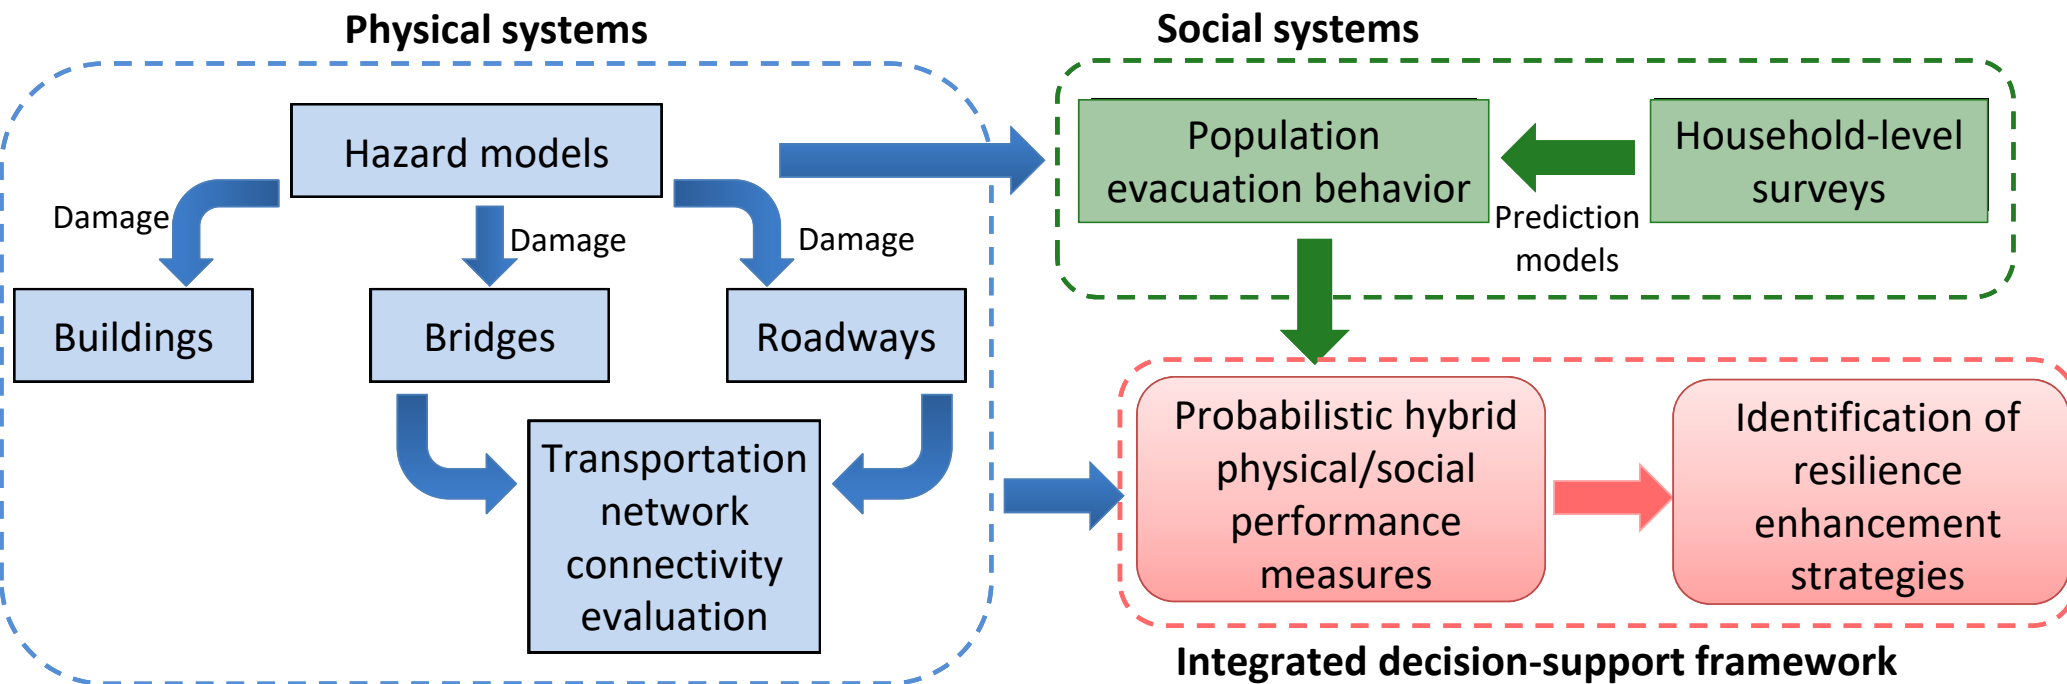 Physical systems
Hazard models
Damage
Damage
Damage
Buildings
Bridges
Roadways
Transportation
network
connectivity
evaluation
Social systems
Population
evacuation behavior
Household-level
surveys
Prediction
models
Probabilistic hybrid
physical/social
performance
measures
Identification of
resilience
enhancement
strategies
Integrated decision-support framework